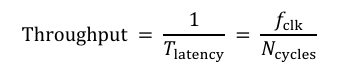 Throughput = 1 / T_latency = f_clk / N_cycles